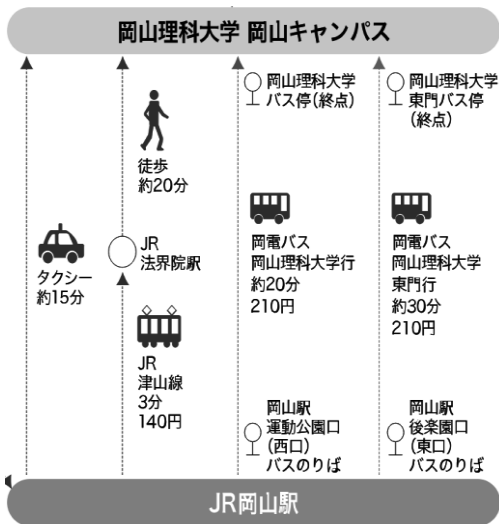 岡山理科大学 岡山キャンパス
タクシー
約15分
徒歩
約20分
JR
法界院駅
JR
津山線
3分
140円
岡山理科大学
バス停(終点)
岡電バス
岡山理科大学行
約20分
210円
岡山駅
運動公園口
(西口)
バスのりば
岡山理科大学
東門バス停
(終点)
岡電バス
岡山理科大学
東門行
約30分
210円
岡山駅
後楽園口
(東口)
バスのりば
JR岡山駅